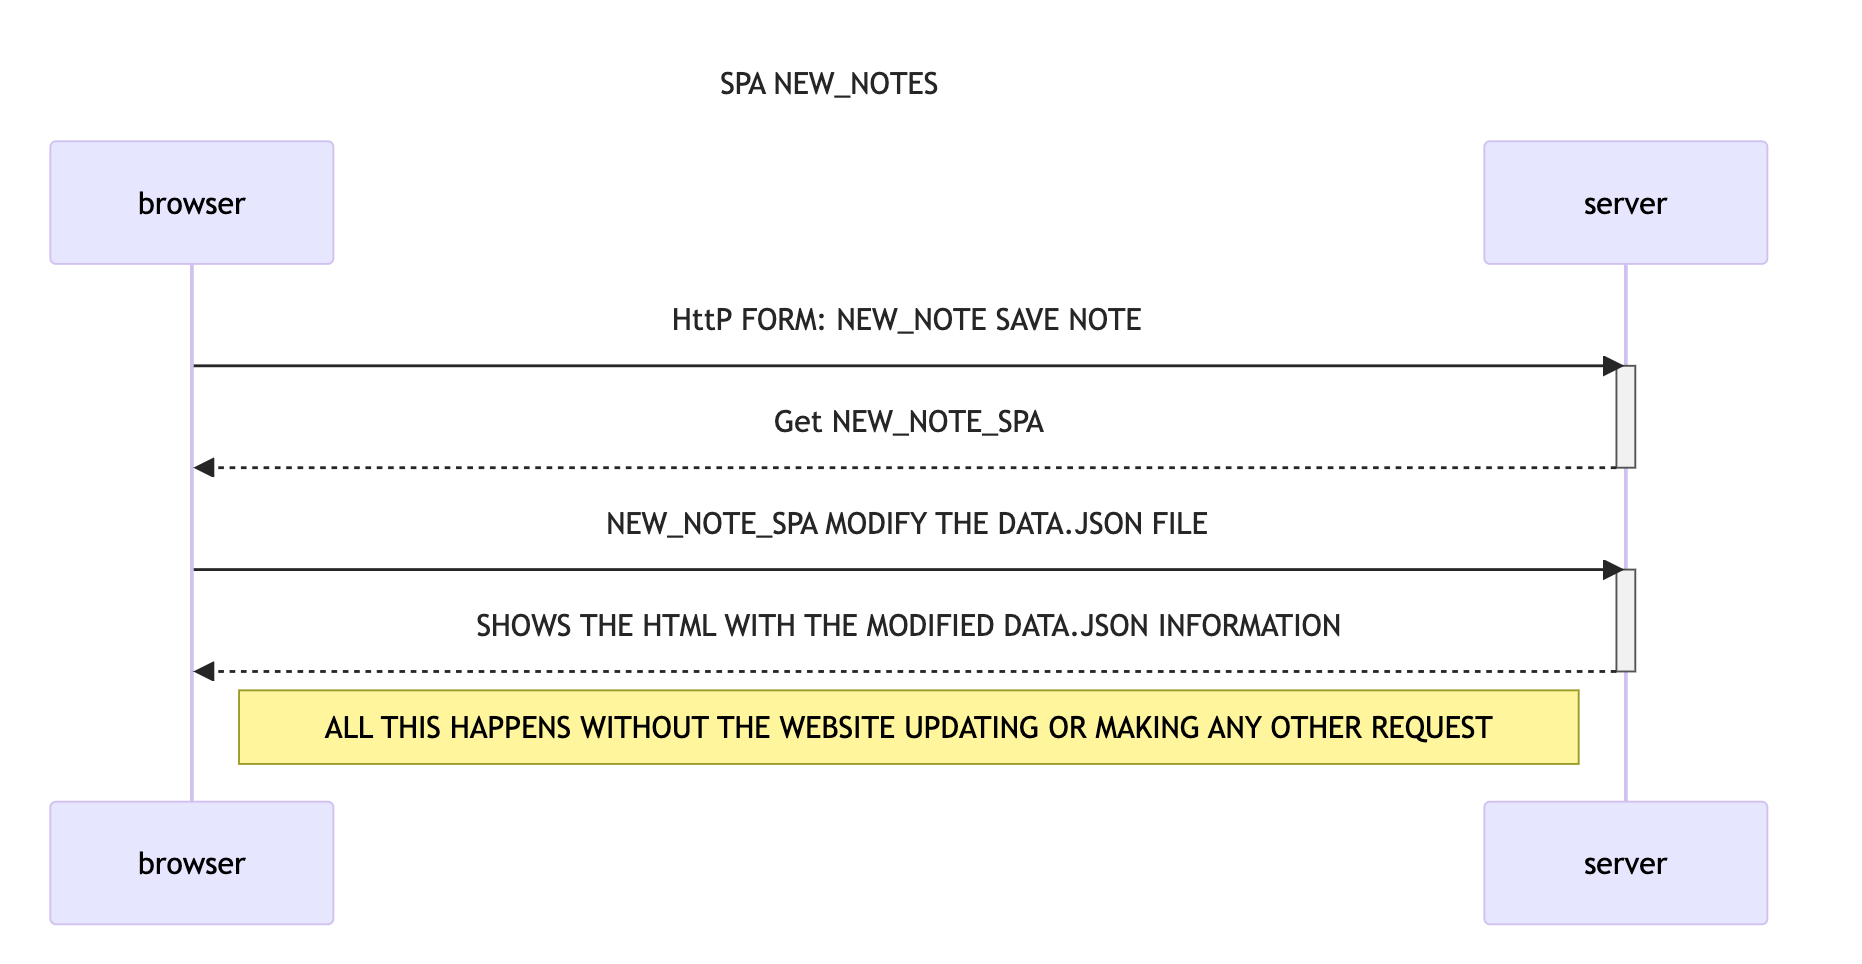 SPA NEW_NOTES
browser
server
HttP FORM: NEW_NOTE SAVE NOTE
Get NEW_NOTE_SPA
NEW_NOTE_SPA MODIFY THE DATA.JSON FILE
SHOWS THE HTML WITH THE MODIFIED DATA.JSON INFORMATION
ALL THIS HAPPENS WITHOUT THE WEBSITE UPDATING OR MAKING ANY OTHER REQUEST
browser
server